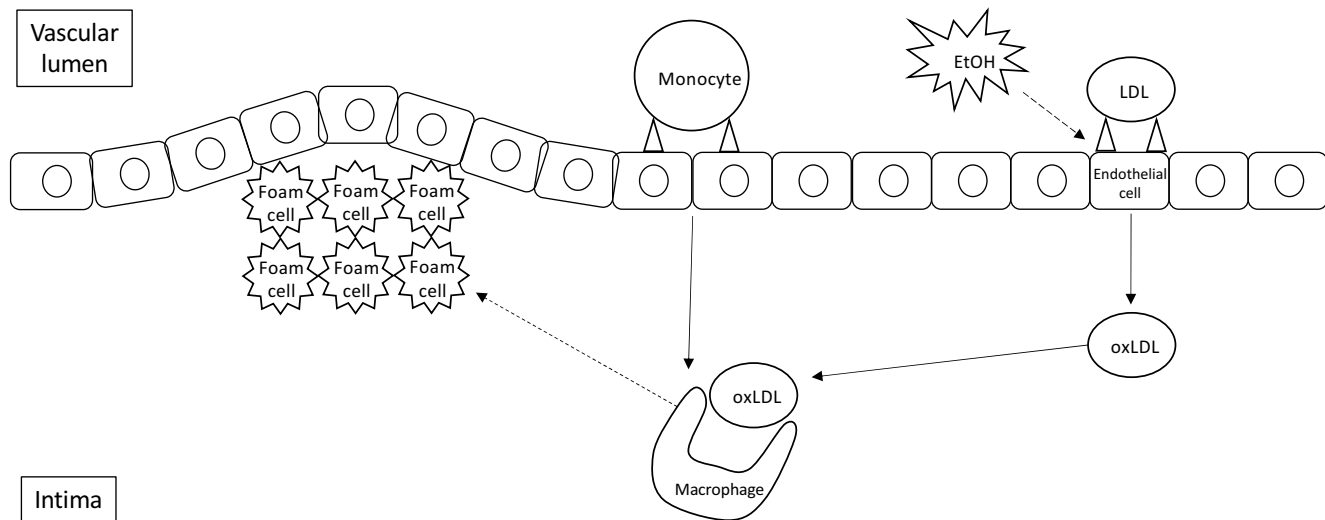 Vascular
lumen
Monocyte
EtOH
LDL
Endothelial
cell
Foam
cell
Foam
cell
Foam
cell
Foam
cell
Foam
cell
Foam
cell
oxLDL
oxLDL
Macrophage
Intima